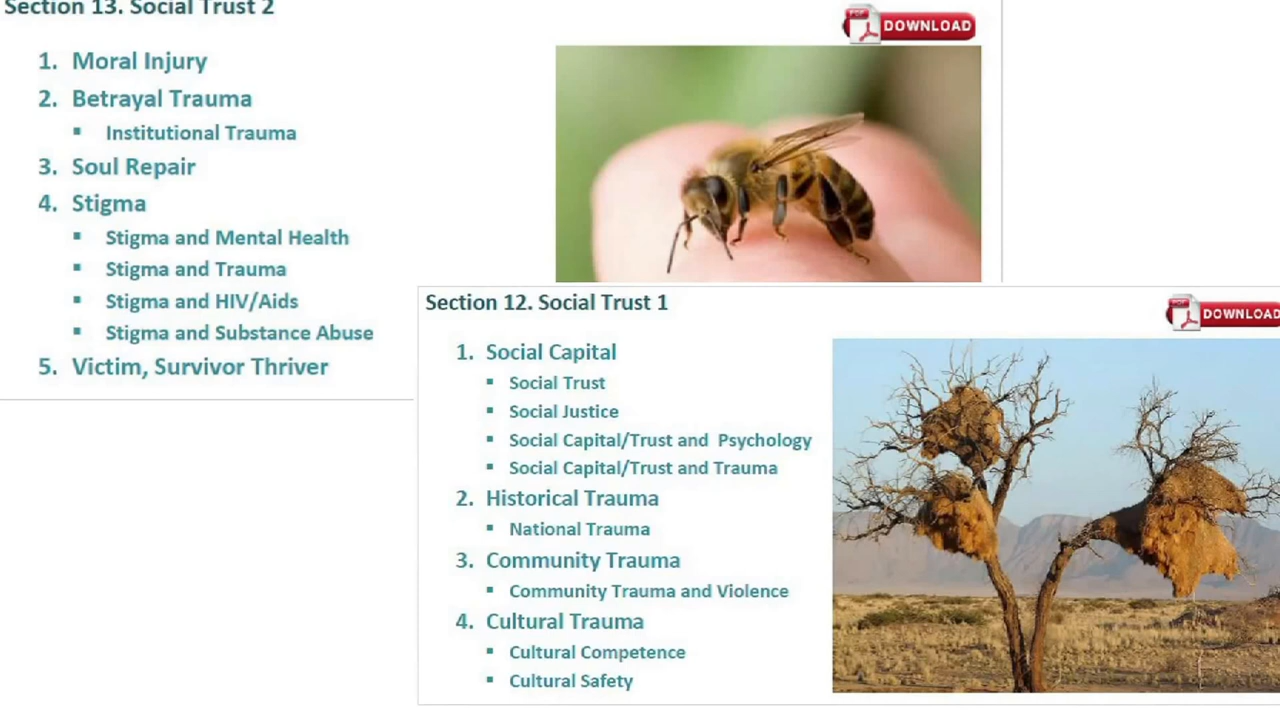 Section 13. Social Trust 2
PDF
DOWNLOAD
1. Moral Injury
2. Betrayal Trauma
▪ Institutional Trauma
3. Soul Repair
4. Stigma
▪ Stigma and Mental Health
▪ Stigma and Trauma
▪ Stigma and HIV/Aids
▪ Stigma and Substance Abuse
5. Victim, Survivor Thriver
Section 12. Social Trust 1
PDF
DOWNLOAD
1. Social Capital
▪ Social Trust
▪ Social Justice
▪ Social Capital/Trust and Psychology
▪ Social Capital/Trust and Trauma
2. Historical Trauma
▪ National Trauma
3. Community Trauma
▪ Community Trauma and Violence
4. Cultural Trauma
▪ Cultural Competence
▪ Cultural Safety